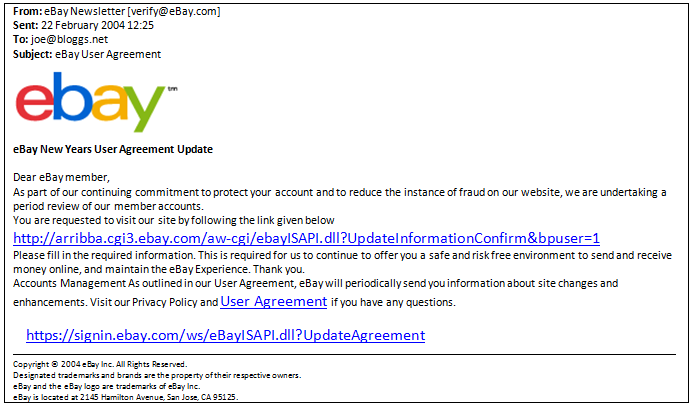 From: eBay Newsletter [verify@eBay.com]
Sent: 22 February 2004 12:25
To: joe@bloggs.net
Subject: eBay User Agreement
ebay™
eBay New Years User Agreement Update
Dear eBay member,
As part of our continuing commitment to protect your account and to reduce the instance of fraud on our website, we are undertaking a
period review of our member accounts.
You are requested to visit our site by following the link given below
http://arribba.cgi3.ebay.com/aw-cgi/ebayISAPI.dll?UpdateInformationConfirm&bpuser=1
Please fill in the required information. This is required for us to continue to offer you a safe and risk free environment to send and receive
money online, and maintain the eBay Experience. Thank you.
Accounts Management As outlined in our User Agreement, eBay will periodically send you information about site changes and
enhancements. Visit our Privacy Policy and User Agreement if you have any questions.
https://signin.ebay.com/ws/eBayISAPI.dll?UpdateAgreement
Copyright © 2004 eBay Inc. All Rights Reserved.
Designated trademarks and brands are the property of their respective owners.
eBay and the eBay logo are trademarks of eBay Inc.
eBay is located at 2145 Hamilton Avenue, San Jose, CA 95125.